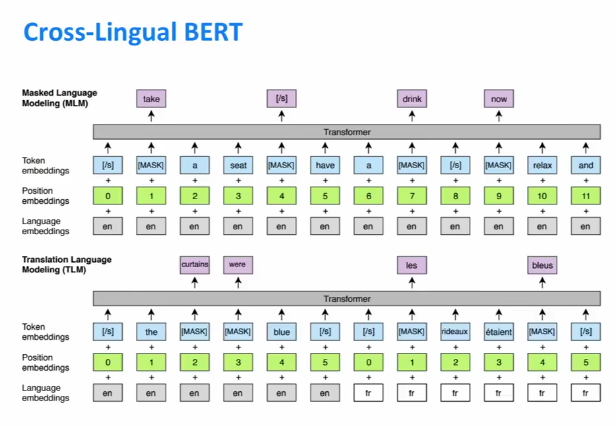 Cross-Lingual BERT
Masked Language
Modeling (MLM)
take [/s] drink now
Transformer
Token
embeddings
[/s] [MASK] a seat [MASK] have a [MASK] [/s] [MASK] relax and
+ + + + + + + + + + + +
Position
embeddings
0 1 2 3 4 5 6 7 8 9 10 11
+ + + + + + + + + + + +
Language
embeddings
en en en en en en en en en en en en
Translation Language
Modeling (TLM)
curtains were les bleus
Transformer
Token
embeddings
[/s] the [MASK] [MASK] blue [/s] [/s] [MASK] rideaux étaient [MASK] [/s]
+ + + + + + + + + + + +
Position
embeddings
0 1 2 3 4 5 0 1 2 3 4 5
+ + + + + + + + + + + +
Language
embeddings
en en en en en en fr fr fr fr fr fr